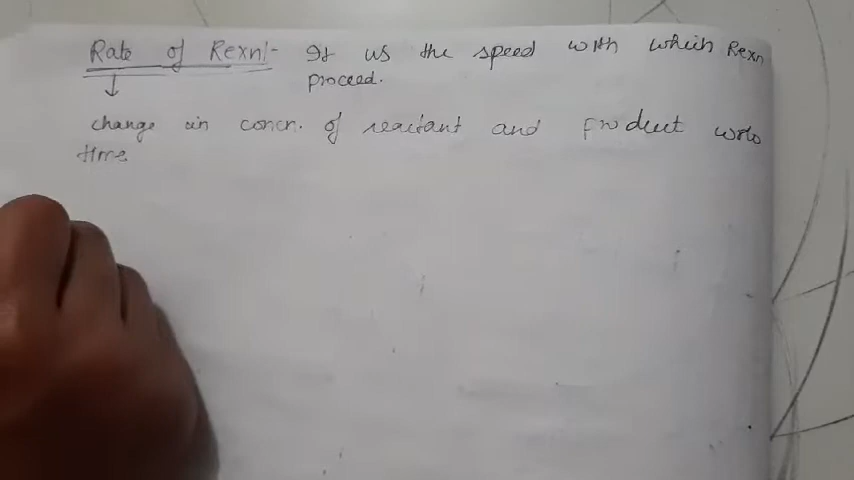 Rate of Rexn:- It is the speed with which Rexn
proceed.
change in concn. of reactant and product w.r.to
time